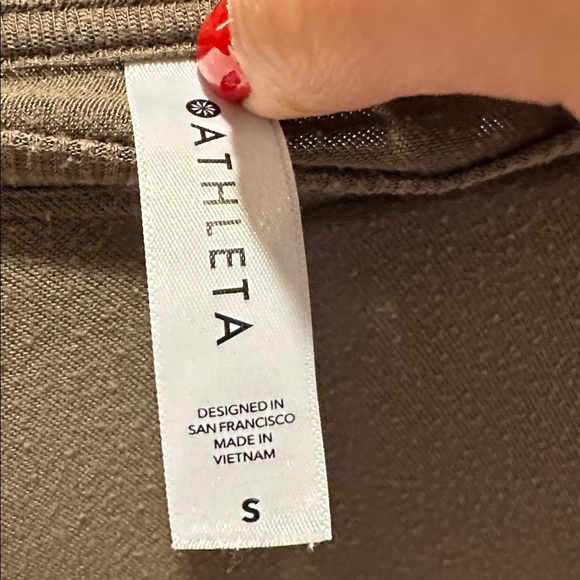 ATHLETA
DESIGNED IN
SAN FRANCISCO
MADE IN
VIETNAM
S